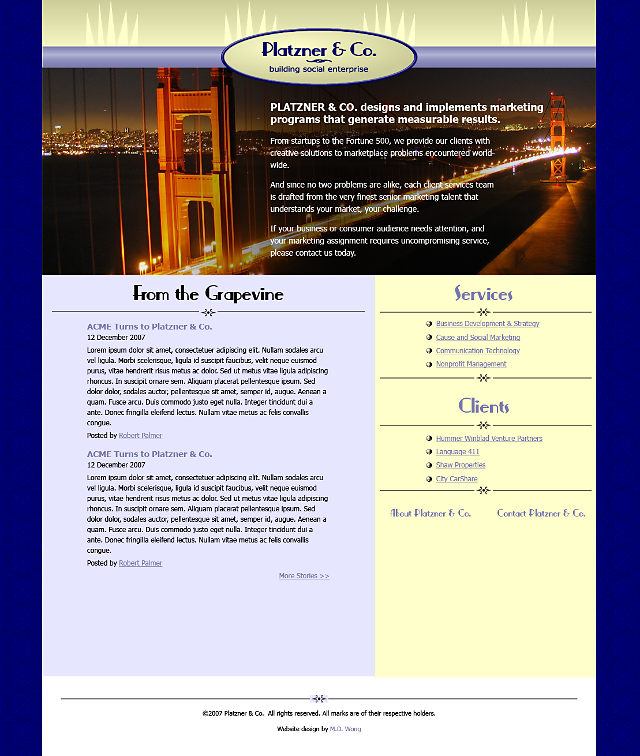 Platzner & Co.
building social enterprise
PLATZNER & CO. designs and implements marketing
programs that generate measurable results.
From startups to the Fortune 500, we provide our clients with
creative solutions to marketplace problems encountered world-
wide.
And since no two problems are alike, each client services team
is drafted from the very finest senior marketing talent that
understands your market, your challenge.
If your business or consumer audience needs attention, and
your marketing assignment requires uncompromising service,
please contact us today.
From the Grapevine
ACME Turns to Platzner & Co.
12 December 2007
Lorem ipsum dolor sit amet, consectetuer adipiscing elit. Nullam sodales arcu
vel ligula. Morbi scelerisque, ligula id suscipit faucibus, velit neque euismod
purus, vitae hendrerit risus metus ac dolor. Sed ut metus vitae ligula dapibus
rhoncus. In suscipit ornare sem. Aliquam placerat pellentesque ipsum. Sed
dolor dolor, sodales auctor, pellentesque sit amet, semper id, augue. Aenean a
quam. Fusce arcu. Duis commodo justo eget nulla. Integer tincidunt dui a
ante. Donec fringilla eleifend lectus. Nullam vitae metus ac felis convallis
congue.
Posted by Robert Palmer
ACME Turns to Platzner & Co.
12 December 2007
Lorem ipsum dolor sit amet, consectetuer adipiscing elit. Nullam sodales arcu
vel ligula. Morbi scelerisque, ligula id suscipit faucibus, velit neque euismod
purus, vitae hendrerit risus metus ac dolor. Sed ut metus vitae ligula dapibus
rhoncus. In suscipit ornare sem. Aliquam placerat pellentesque ipsum. Sed
dolor dolor, sodales auctor, pellentesque sit amet, semper id, augue. Aenean a
quam. Fusce arcu. Duis commodo justo eget nulla. Integer tincidunt dui a
ante. Donec fringilla eleifend lectus. Nullam vitae metus ac felis convallis
congue.
Posted by Robert Palmer
More Stories >>
Services
Business Development & Strategy
Cause and Social Marketing
Communication Technology
Nonprofit Management
Clients
Hummer Winblad Venture Partners
Language 411
Shaw Properties
City CarShare
About Platzner & Co. Contact Platzner & Co.
©2007 Platzner & Co. All rights reserved. All marks are of their respective holders.
Website design by M.D. Wong